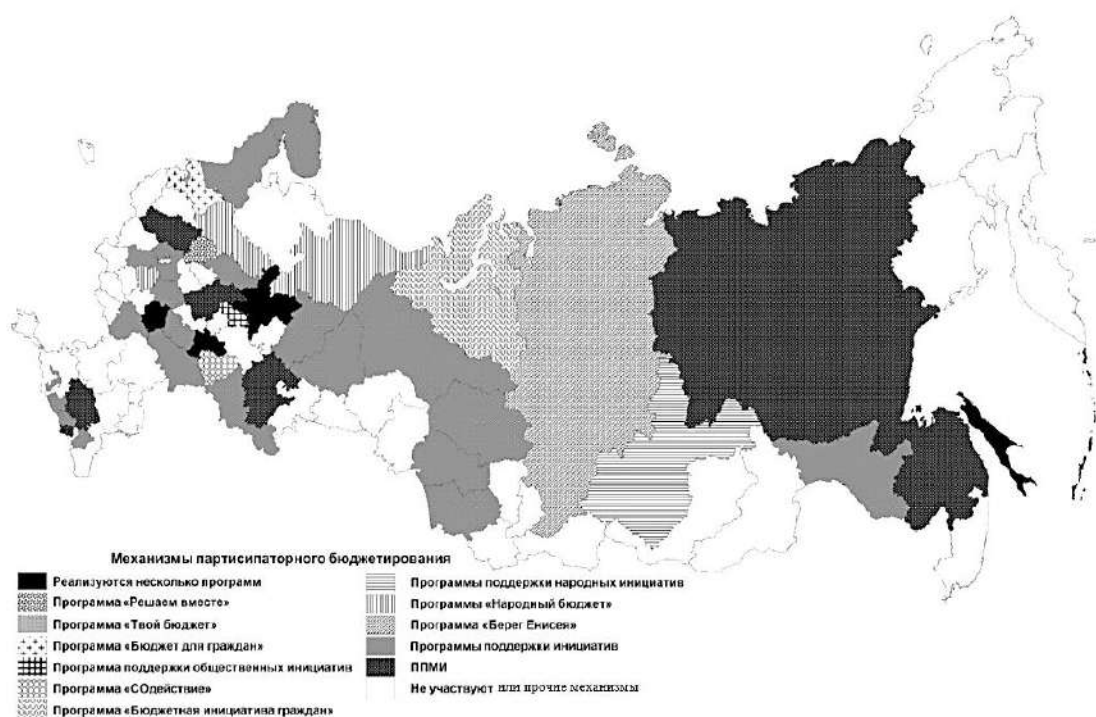 Механизмы партисипаторного бюджетирования
Реализуются несколько программ
Программа «Решаем вместе»
Программа «Твой бюджет»
Программа «Бюджет для граждан»
Программа поддержки общественных инициатив
Программа «СОдействие»
Программа «Бюджетная инициатива граждан»
Программы поддержки народных инициатив
Программы «Народный бюджет»
Программа «Берег Енисея»
Программы поддержки инициатив
ППМИ
Не участвуют или прочие механизмы